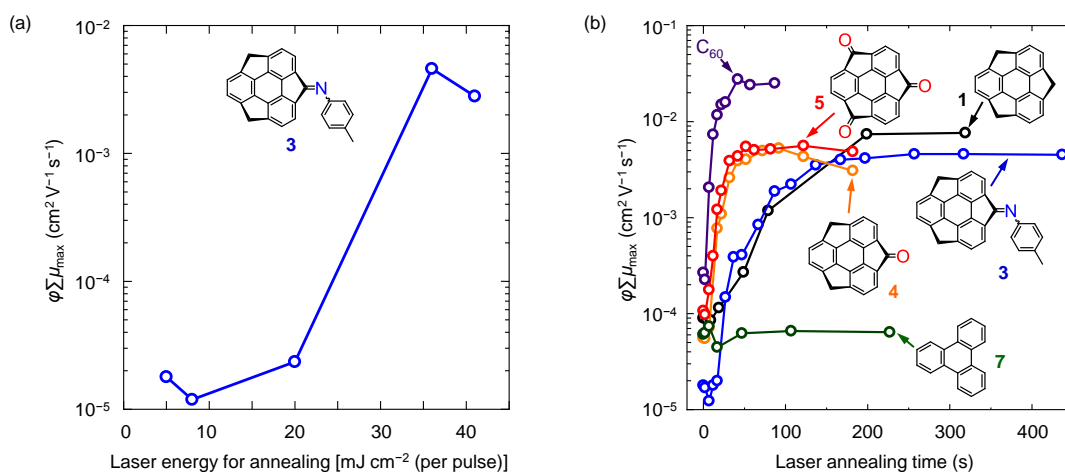 (a)
10⁻²
10⁻³
10⁻⁴
10⁻⁵
φ∑μmax (cm² V⁻¹ s⁻¹)
N
3
0 10 20 30 40
Laser energy for annealing [mJ cm⁻² (per pulse)]
(b)
10⁻¹
10⁻²
10⁻³
10⁻⁴
10⁻⁵
φ∑μmax (cm² V⁻¹ s⁻¹)
C₆₀
O
O
O
5
1
O
4
N
3
7
0 100 200 300 400
Laser annealing time (s)